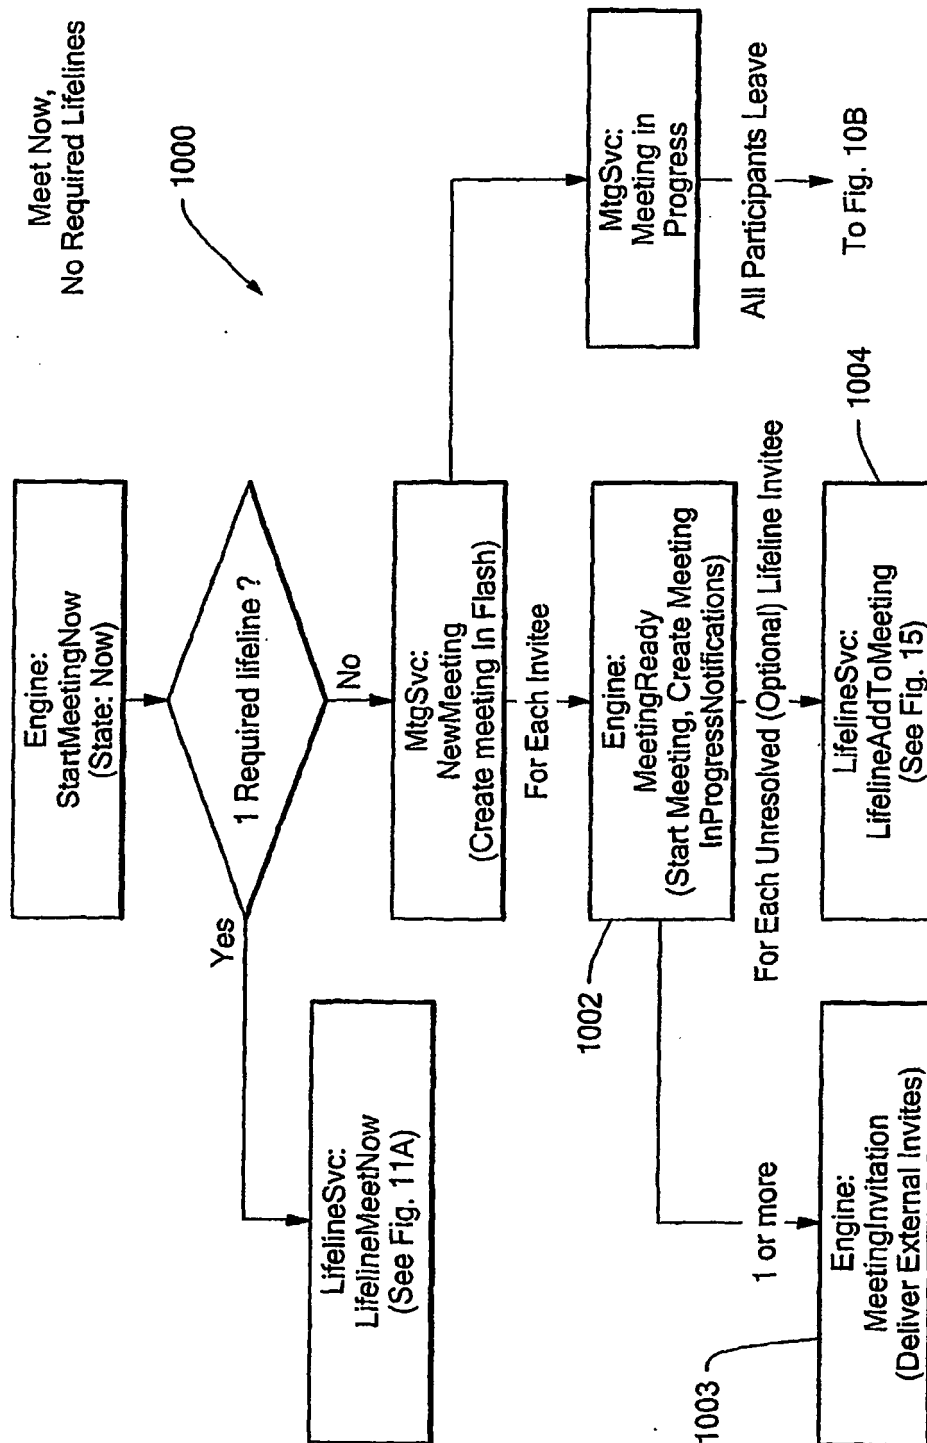 Meet Now,
No Required Lifelines
1000
Engine:
StartMeetingNow
(State: Now)
1 Required lifeline ?
Yes
No
LifelineSvc:
LifelineMeetNow
(See Fig. 11A)
MtgSvc:
NewMeeting
(Create meeting In Flash)
MtgSvc:
Meeting in
Progress
For Each Invitee
All Participants Leave
To Fig. 10B
1002
Engine:
MeetingReady
(Start Meeting, Create Meeting
InProgressNotifications)
1 or more
For Each Unresolved (Optional) Lifeline Invitee
1003
Engine:
MeetingInvitation
(Deliver External Invites)
1004
LifelineSvc:
LifelineAddToMeeting
(See Fig. 15)